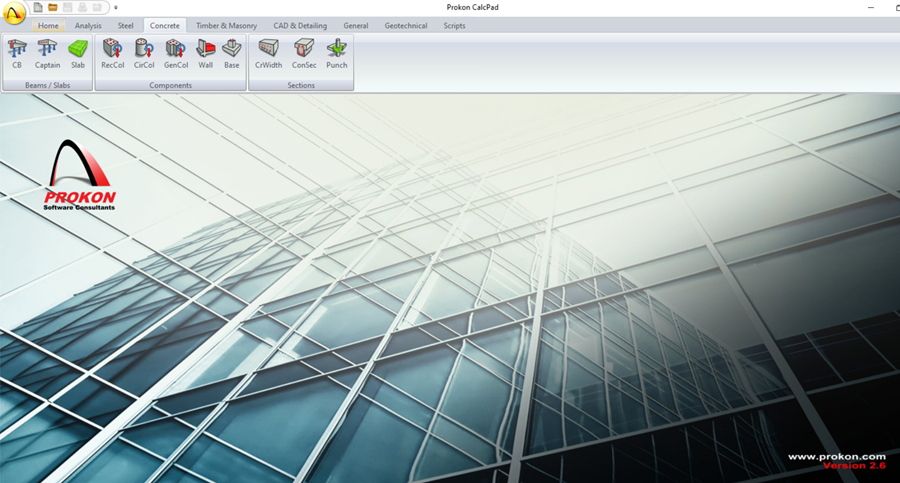 Prokon CalcPad
Home Analysis Steel Concrete Timber & Masonry CAD & Detailing General Geotechnical Scripts
CB Captain Slab RecCol CirCol GenCol Wall Base CrWidth ConSec Punch
Beams / Slabs Components Sections
PROKON
Software Consultants
www.prokon.com
Version 2.6